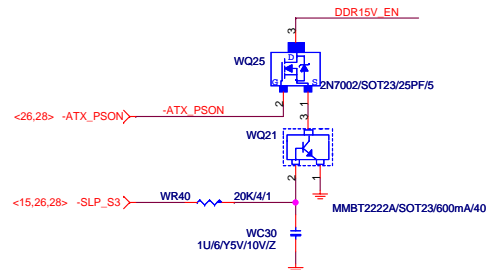 DDR15V_EN
3
WQ25
D
G
S
2N7002/SOT23/25PF/5
2
1
<26,28> -ATX_PSON
-ATX_PSON
3
WQ21
2
1
MMBT2222A/SOT23/600mA/40
<15,26,28> -SLP_S3
WR40
20K/4/1
WC30
1U/6/Y5V/10V/Z